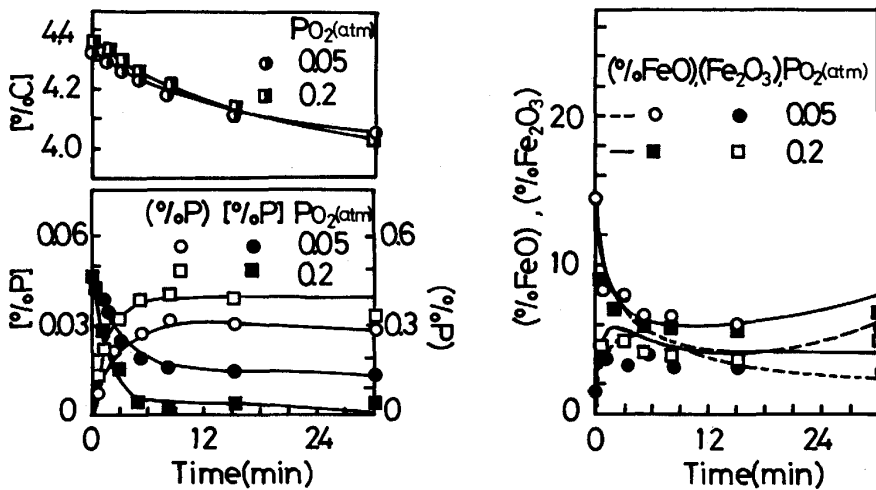 4.4
4.2
4.0
[%C]
PO2(atm)
0.05
0.2
0.06
0.03
0
[%P]
(%P) [%P] PO2(atm)
0.05
0.2
0.6
0.3
0
(%P)
0 12 24
Time(min)
(%FeO),(Fe2O3),PO2(atm)
0.05
0.2
20
10
0
(%FeO) , (%Fe2O3)
0 12 24
Time(min)